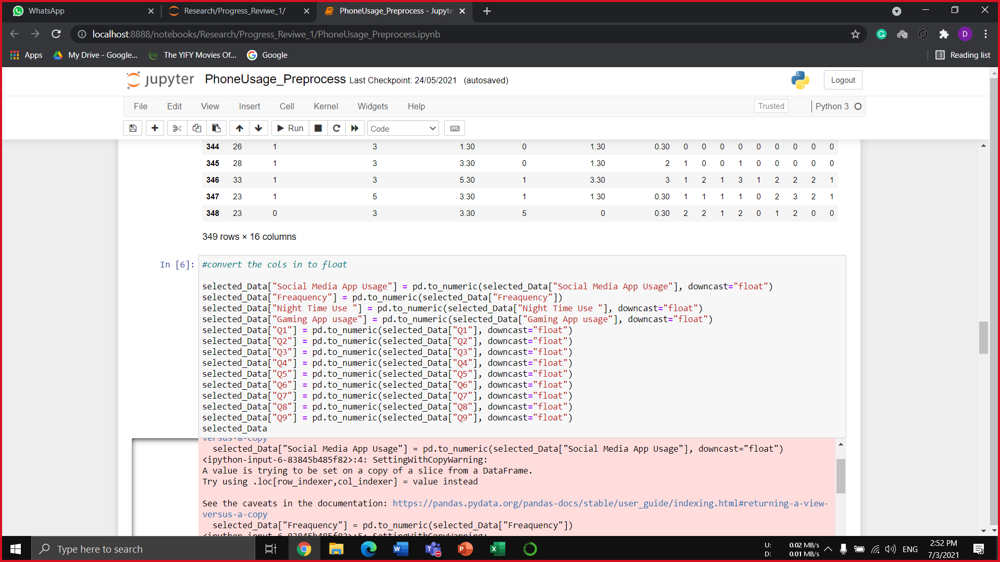 WhatsApp
Research/Progress_Reviwe_1/
PhoneUsage_Preprocess - Jupyte
localhost:8888/notebooks/Research/Progress_Reviwe_1/PhoneUsage_Preprocess.ipynb
D
Apps
My Drive - Google...
The YIFY Movies Of...
Google
Reading list
jupyter PhoneUsage_Preprocess Last Checkpoint: 24/05/2021 (autosaved)
Logout
File Edit View Insert Cell Kernel Widgets Help
Trusted
Python 3
Run
Code
344 26 1 3 1.30 0 1.30 0.30 0 0 0 0 0 0 0 0 0
345 28 1 3 3.30 0 1.30 2 1 0 0 1 0 0 0 0 0
346 33 1 3 5.30 1 3.30 3 1 2 1 3 1 2 2 2 1
347 23 1 5 3.30 1 1.30 0.30 1 1 1 1 0 2 3 2 1
348 23 0 3 3.30 5 0 0.30 2 2 1 2 0 1 2 0 0
349 rows × 16 columns
In [6]: #convert the cols in to float
selected_Data["Social Media App Usage"] = pd.to_numeric(selected_Data["Social Media App Usage"], downcast="float")
selected_Data["Freaquency"] = pd.to_numeric(selected_Data["Freaquency"])
selected_Data["Night Time Use "] = pd.to_numeric(selected_Data["Night Time Use "], downcast="float")
selected_Data["Gaming App usage"] = pd.to_numeric(selected_Data["Gaming App usage"], downcast="float")
selected_Data["Q1"] = pd.to_numeric(selected_Data["Q1"], downcast="float")
selected_Data["Q2"] = pd.to_numeric(selected_Data["Q2"], downcast="float")
selected_Data["Q3"] = pd.to_numeric(selected_Data["Q3"], downcast="float")
selected_Data["Q4"] = pd.to_numeric(selected_Data["Q4"], downcast="float")
selected_Data["Q5"] = pd.to_numeric(selected_Data["Q5"], downcast="float")
selected_Data["Q6"] = pd.to_numeric(selected_Data["Q6"], downcast="float")
selected_Data["Q7"] = pd.to_numeric(selected_Data["Q7"], downcast="float")
selected_Data["Q8"] = pd.to_numeric(selected_Data["Q8"], downcast="float")
selected_Data["Q9"] = pd.to_numeric(selected_Data["Q9"], downcast="float")
selected_Data
versus-a-copy
selected_Data["Social Media App Usage"] = pd.to_numeric(selected_Data["Social Media App Usage"], downcast="float")
<ipython-input-6-83845b485f82>:4: SettingWithCopyWarning:
A value is trying to be set on a copy of a slice from a DataFrame.
Try using .loc[row_indexer,col_indexer] = value instead
See the caveats in the documentation: https://pandas.pydata.org/pandas-docs/stable/user_guide/indexing.html#returning-a-view-
versus-a-copy
selected_Data["Freaquency"] = pd.to_numeric(selected_Data["Freaquency"])
<ipython-input-6-83845b485f82>:5: SettingWithCopyWarning:
Type here to search
U: 0.02 MB/s
D: 0.01 MB/s
ENG
2:52 PM
7/3/2021